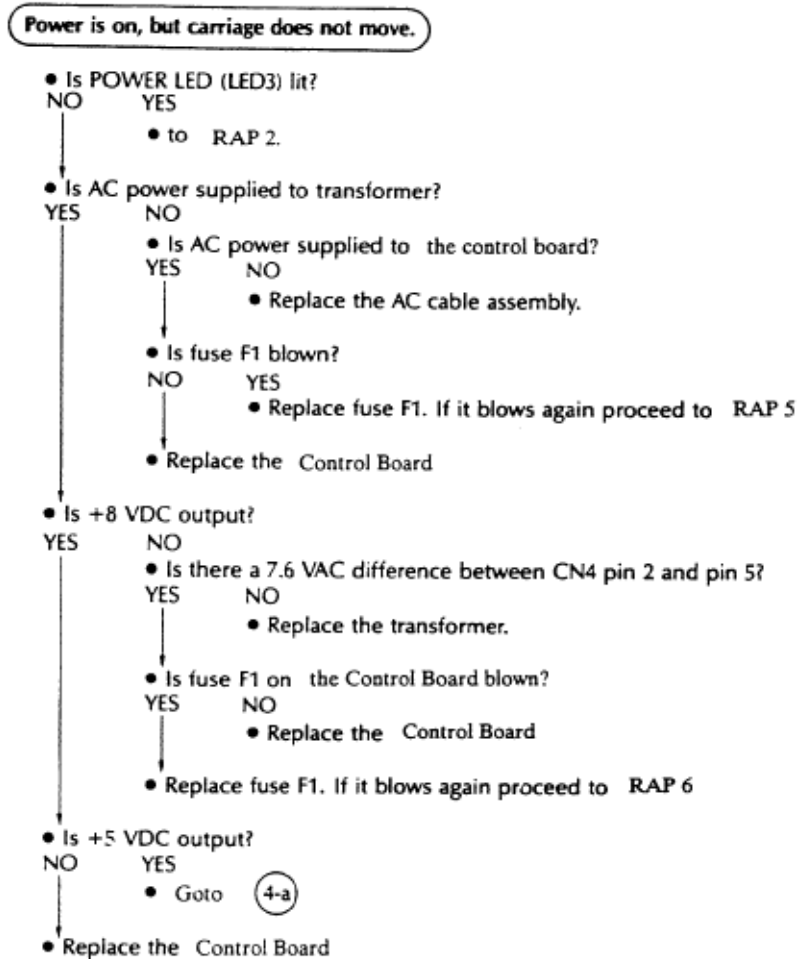 Power is on, but carriage does not move.
• Is POWER LED (LED3) lit?
NO YES
• to RAP 2.
• Is AC power supplied to transformer?
YES NO
• Is AC power supplied to the control board?
YES NO
• Replace the AC cable assembly.
• Is fuse F1 blown?
NO YES
• Replace fuse F1. If it blows again proceed to RAP 5
• Replace the Control Board
• Is +8 VDC output?
YES NO
• Is there a 7.6 VAC difference between CN4 pin 2 and pin 5?
YES NO
• Replace the transformer.
• Is fuse F1 on the Control Board blown?
YES NO
• Replace the Control Board
• Replace fuse F1. If it blows again proceed to RAP 6
• Is +5 VDC output?
NO YES
• Goto 4-a
• Replace the Control Board